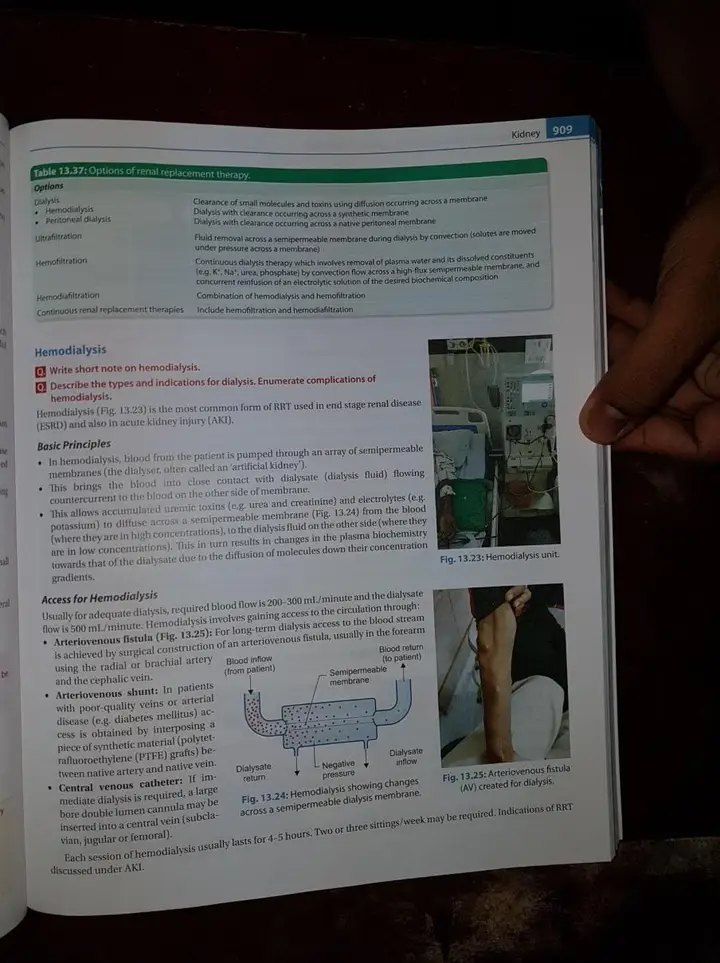 Kidney 909
Table 13.37: Options of renal replacement therapy.
Options
Dialysis
• Hemodialysis
• Peritoneal dialysis
Clearance of small molecules and toxins using diffusion occurring across a membrane
Dialysis with clearance occurring across a synthetic membrane
Dialysis with clearance occurring across a native peritoneal membrane
Ultrafiltration
Fluid removal across a semipermeable membrane during dialysis by convection (solutes are moved
under pressure across a membrane)
Hemofiltration
Continuous dialysis therapy which involves removal of plasma water and its dissolved constituents
(e.g. K⁺, Na⁺, urea, phosphate) by convection flow across a high-flux semipermeable membrane, and
concurrent reinfusion of an electrolytic solution of the desired biochemical composition
Hemodiafiltration
Combination of hemodialysis and hemofiltration
Continuous renal replacement therapies
Include hemofiltration and hemodiafiltration
Hemodialysis
Q. Write short note on hemodialysis.
Q. Describe the types and indications for dialysis. Enumerate complications of
hemodialysis.
Hemodialysis (Fig. 13.23) is the most common form of RRT used in end stage renal disease
(ESRD) and also in acute kidney injury (AKI).
Basic Principles
• In hemodialysis, blood from the patient is pumped through an array of semipermeable
membranes (the dialyser, often called an 'artificial kidney').
• This brings the blood into close contact with dialysate (dialysis fluid) flowing
countercurrent to the blood on the other side of membrane.
• This allows accumulated uremic toxins (e.g. urea and creatinine) and electrolytes (e.g.
potassium) to diffuse across a semipermeable membrane (Fig. 13.24) from the blood
(where they are in high concentrations), to the dialysis fluid on the other side (where they
are in low concentrations). This in turn results in changes in the plasma biochemistry
towards that of the dialysate due to the diffusion of molecules down their concentration
gradients.
Fig. 13.23: Hemodialysis unit.
Access for Hemodialysis
Usually for adequate dialysis, required blood flow is 200–300 mL/minute and the dialysate
flow is 500 mL/minute. Hemodialysis involves gaining access to the circulation through:
• Arteriovenous fistula (Fig. 13.25): For long-term dialysis access to the blood stream
is achieved by surgical construction of an arteriovenous fistula, usually in the forearm
using the radial or brachial artery
and the cephalic vein.
• Arteriovenous shunt: In patients
with poor-quality veins or arterial
disease (e.g. diabetes mellitus) ac-
cess is obtained by interposing a
piece of synthetic material (polytet-
rafluoroethylene (PTFE) grafts) be-
tween native artery and native vein.
• Central venous catheter: If im-
mediate dialysis is required, a large
bore double lumen cannula may be
inserted into a central vein (subcla-
vian, jugular or femoral).
Blood inflow
(from patient)
Semipermeable
membrane
Blood return
(to patient)
Dialysate
return
Negative
pressure
Dialysate
inflow
Fig. 13.24: Hemodialysis showing changes
across a semipermeable dialysis membrane.
Fig. 13.25: Arteriovenous fistula
(AV) created for dialysis.
Each session of hemodialysis usually lasts for 4–5 hours. Two or three sittings/week may be required. Indications of RRT
discussed under AKI.